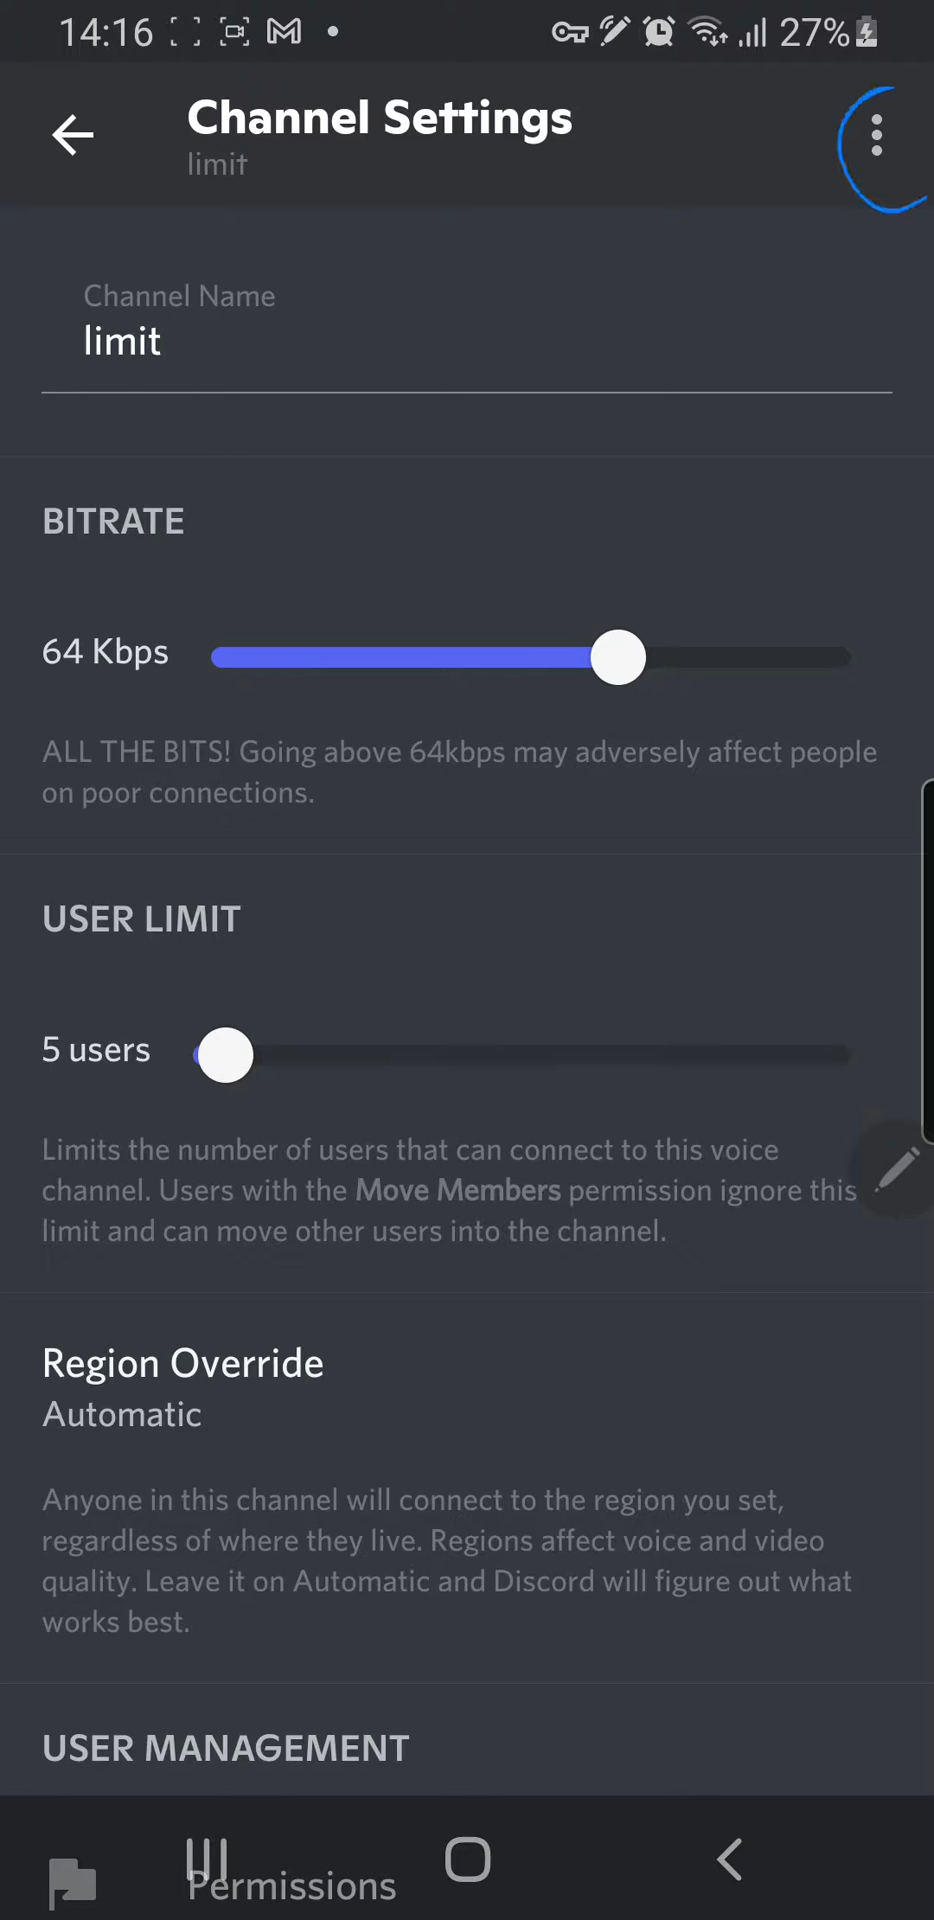 14:16
27%
Channel Settings
limit
Channel Name
limit
BITRATE
64 Kbps
ALL THE BITS! Going above 64kbps may adversely affect people
on poor connections.
USER LIMIT
5 users
Limits the number of users that can connect to this voice
channel. Users with the Move Members permission ignore this
limit and can move other users into the channel.
Region Override
Automatic
Anyone in this channel will connect to the region you set,
regardless of where they live. Regions affect voice and video
quality. Leave it on Automatic and Discord will figure out what
works best.
USER MANAGEMENT
Permissions